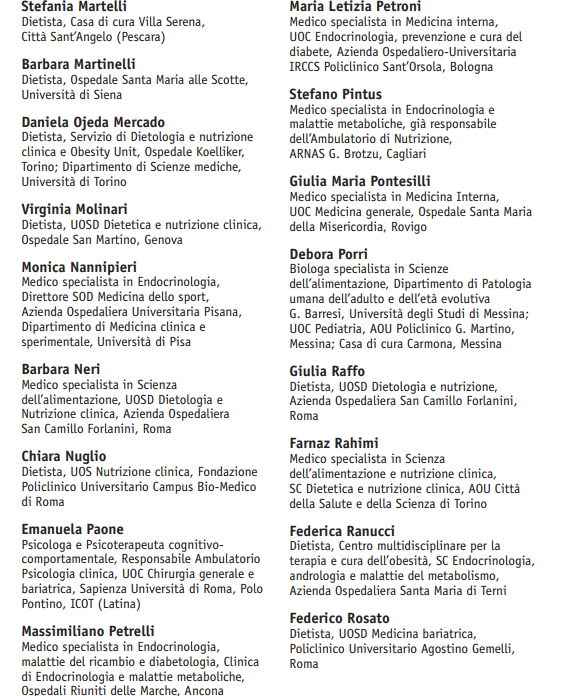 Stefania Martelli
Dietista, Casa di cura Villa Serena,
Città Sant'Angelo (Pescara)
Barbara Martinelli
Dietista, Ospedale Santa Maria alle Scotte,
Università di Siena
Daniela Ojeda Mercado
Dietista, Servizio di Dietologia e nutrizione
clinica e Obesity Unit, Ospedale Koelliker,
Torino; Dipartimento di Scienze mediche,
Università di Torino
Virginia Molinari
Dietista, UOSD Dietetica e nutrizione clinica,
Ospedale San Martino, Genova
Monica Nannipieri
Medico specialist in Endocrinologia,
Direttore SOD Medicina dello sport,
Azienda Ospedaliera Universitaria Pisana,
Dipartimento di Medicina clinica e
sperimentale, Università di Pisa
Barbara Neri
Medico specialist in Scienza
dell'alimentazione, UOSD Dietologia e
Nutrizione clinica, Azienda Ospedaliera
San Camillo Forlanini, Roma
Chiara Nuglio
Dietista, UOS Nutrizione clinica, Fondazione
Policlinico Universitario Campus Bio-Medico
di Roma
Emanuela Paone
Psicologa e Psicoterapeuta cognitivo-
comportamentale, Responsabile Ambulatorio
Psicologia clinica, UOC Chirurgia generale e
bariatrica, Sapienza Università di Roma, Polo
Pontino, ICOT (Latina)
Massimiliano Petrelli
Medico specialist in Endocrinologia,
malattie del ricambio e diabetologia, Clinica
di Endocrinologia e malattie metaboliche,
Ospedali Riuniti delle Marche, Ancona
Maria Letizia Petroni
Medico specialist in Medicina interna,
UOC Endocrinologia, prevenzione e cura del
diabete, Azienda Ospedaliero-Universitaria
IRCCS Policlinico Sant'Orsola, Bologna
Stefano Pintus
Medico specialist in Endocrinologia e
malattie metaboliche, già responsabile
dell'Ambulatorio di Nutrizione,
ARNAS G. Brotzu, Cagliari
Giulia Maria Pontesilli
Medico specialist in Medicina Interna,
UOC Medicina generale, Ospedale Santa Maria
della Misericordia, Rovigo
Debora Porri
Biologa specialist in Scienze
dell'alimentazione, Dipartimento di Patologia
umana dell'adulto e dell'età evolutiva
G. Barresi, Università degli Studi di Messina;
UOC Pediatria, AOU Policlinico G. Martino,
Messina; Casa di cura Carmona, Messina
Giulia Raffo
Dietista, UOSD Dietologia e nutrizione,
Azienda Ospedaliera San Camillo Forlanini,
Roma
Farnaz Rahimi
Medico specialist in Scienza
dell'alimentazione e nutrizione clinica,
SC Dietetica e nutrizione clinica, AOU Città
della Salute e della Scienza di Torino
Federica Ranucci
Dietista, Centro multidisciplinare per la
terapia e cura dell'obesità, SC Endocrinologia,
andrologia e malattie del metabolismo,
Azienda Ospedaliera Santa Maria di Terni
Federico Rosato
Dietista, UOSD Medicina bariatrica,
Policlinico Universitario Agostino Gemelli,
Roma